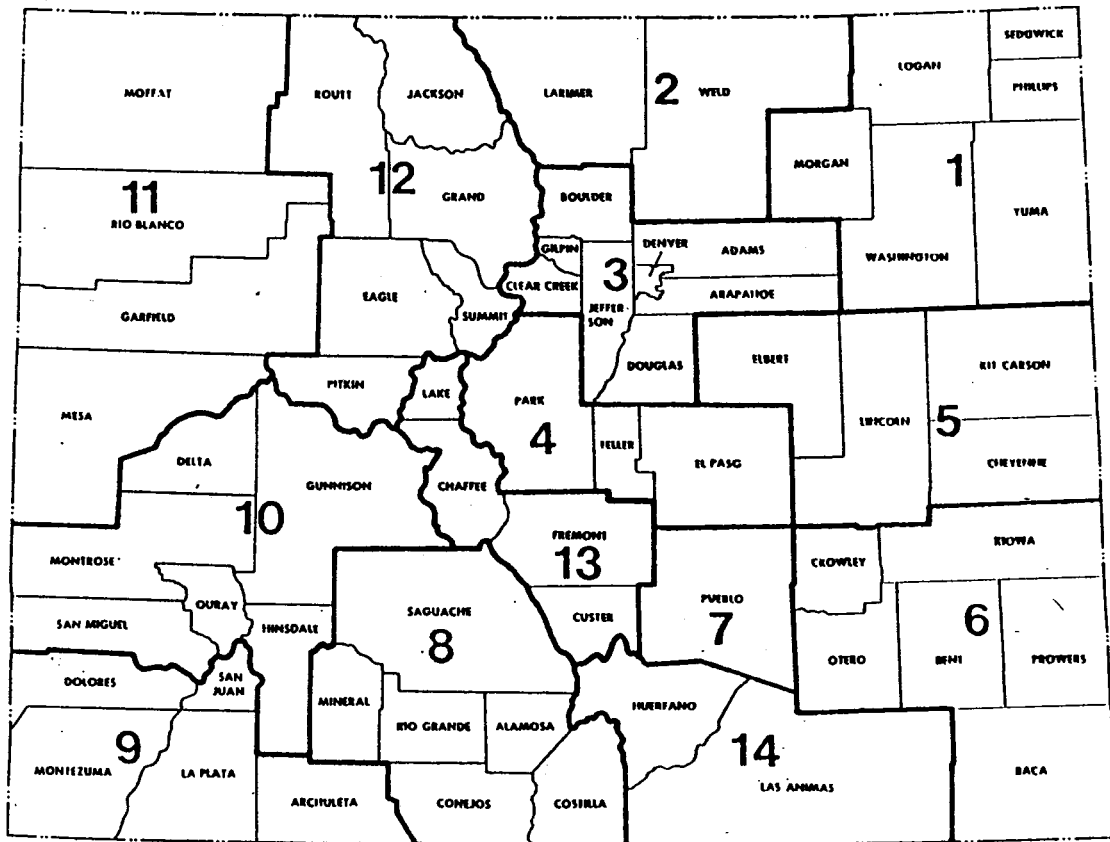 SEDGWICK
LOGAN
PHILLIPS
MOFFAT
ROUTT
JACKSON
LARIMER
2
WELD
MORGAN
1
YUMA
12
11
RIO BLANCO
GRAND
BOULDER
GILPIN
DENVER
ADAMS
WASHINGTON
3
CLEAR CREEK
ARAPAHOE
EAGLE
GARFIELD
SUMMIT
JEFFER
SON
DOUGLAS
ELBERT
KIT CARSON
PITKIN
LAKE
PARK
MESA
4
LINCOLN
5
TELLER
EL PASO
CHEYENNE
DELTA
GUNNISON
CHAFFEE
10
FREMONT
KIOWA
MONTROSE
13
CROWLEY
OURAY
SAN MIGUEL
HINSDALE
SAGUACHE
8
CUSTER
PUEBLO
7
6
OTERO
BENT
PROWERS
DOLORES
SAN
JUAN
MINERAL
RIO GRANDE
ALAMOSA
HUERFANO
9
14
MONTEZUMA
LA PLATA
ARCHULETA
CONEJOS
COSTILLA
LAS ANIMAS
BACA